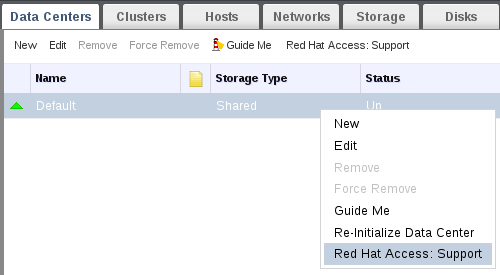 Data Centers Clusters Hosts Networks Storage Disks
New Edit Remove Force Remove Guide Me Red Hat Access: Support
Name Storage Type Status
Default Shared Up
New
Edit
Remove
Force Remove
Guide Me
Re-Initialize Data Center
Red Hat Access: Support